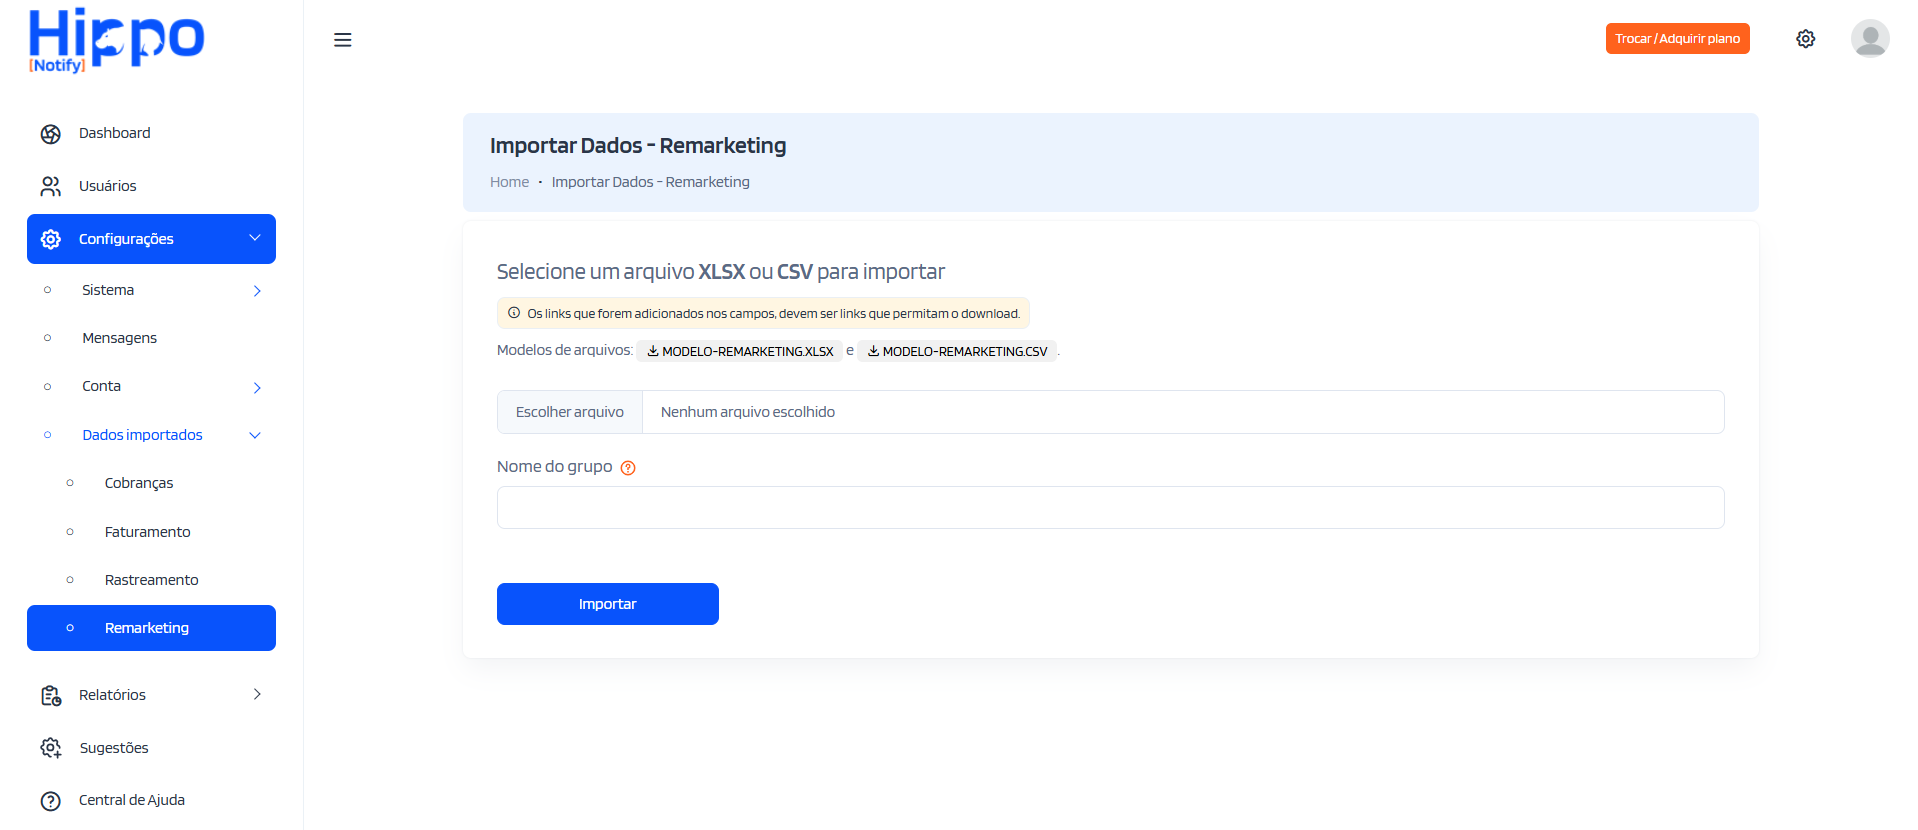 Hippo
[Notify]
Trocar / Adquirir plano
Dashboard
Usuários
Configurações
Sistema
Mensagens
Conta
Dados importados
Cobranças
Faturamento
Rastreamento
Remarketing
Relatórios
Sugestões
Central de Ajuda
Importar Dados - Remarketing
Home • Importar Dados - Remarketing
Selecione um arquivo XLSX ou CSV para importar
Os links que forem adicionados nos campos, devem ser links que permitam o download.
Modelos de arquivos: MODELO-REMARKETING.XLSX e MODELO-REMARKETING.CSV.
Escolher arquivo Nenhum arquivo escolhido
Nome do grupo
Importar